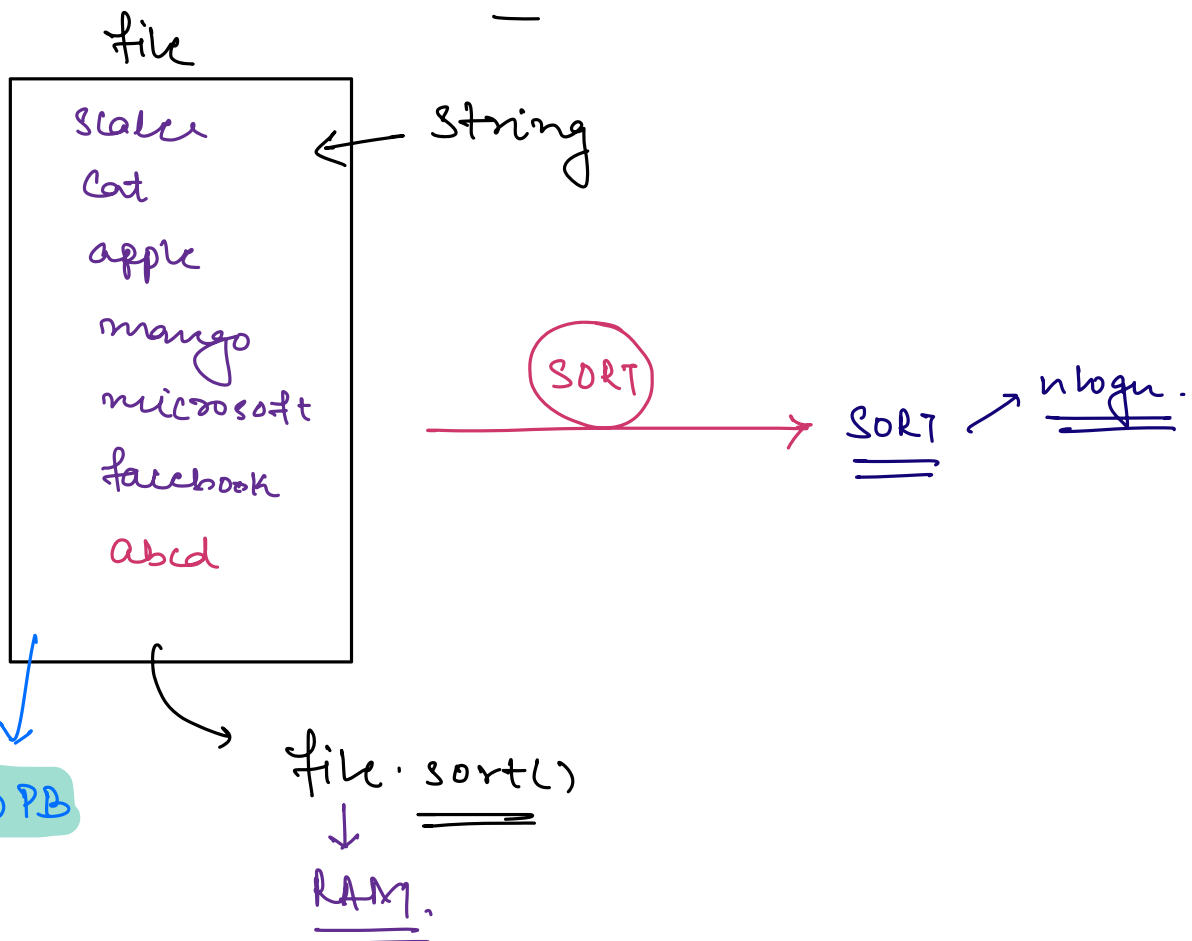 file
scaler
String
cat
apple
mango
SORT
microsoft
SORT
nlogn.
facebook
abcd
file. sort()
PB
RAM.